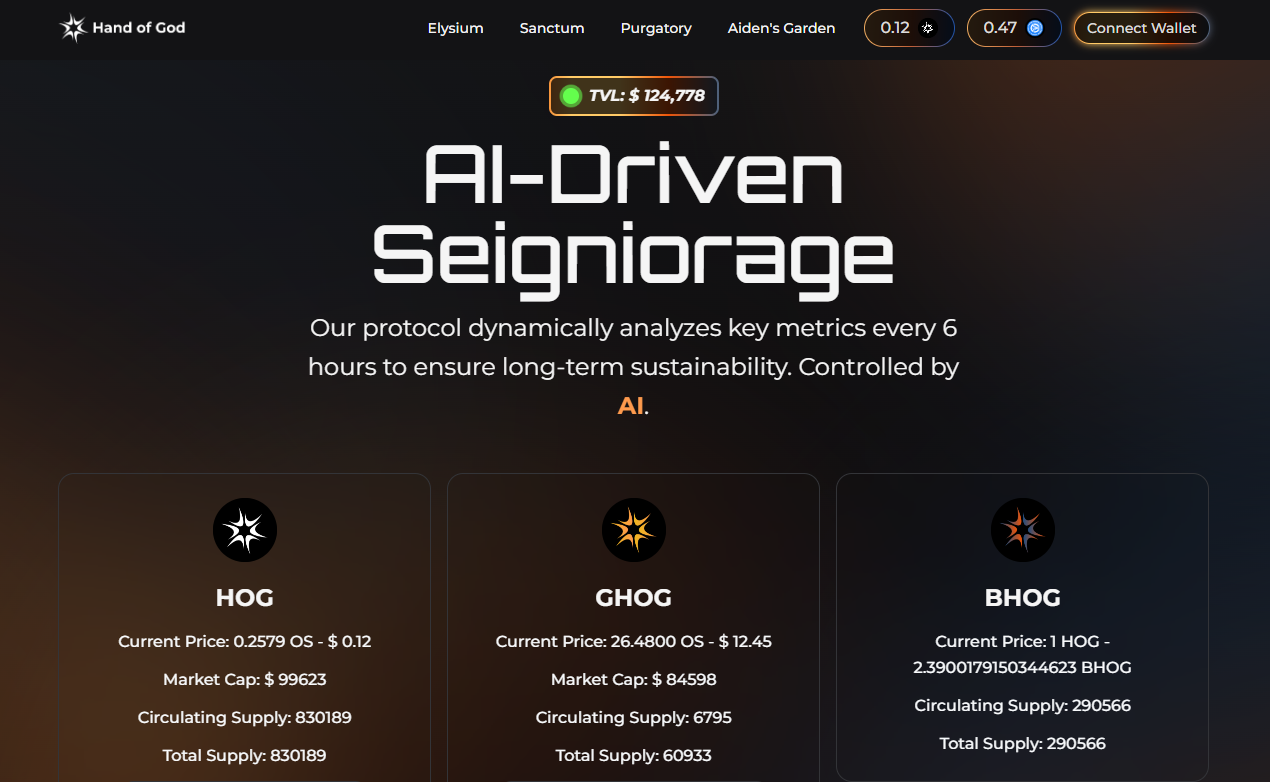 Hand of God
Elysium
Sanctum
Purgatory
Aiden's Garden
0.12
0.47
Connect Wallet
TVL: $ 124,778
AI-Driven
Seigniorage
Our protocol dynamically analyzes key metrics every 6
hours to ensure long-term sustainability. Controlled by
AI.
HOG
Current Price: 0.2579 OS - $ 0.12
Market Cap: $ 99623
Circulating Supply: 830189
Total Supply: 830189
GHOG
Current Price: 26.4800 OS - $ 12.45
Market Cap: $ 84598
Circulating Supply: 6795
Total Supply: 60933
BHOG
Current Price: 1 HOG -
2.3900179150344623 BHOG
Circulating Supply: 290566
Total Supply: 290566